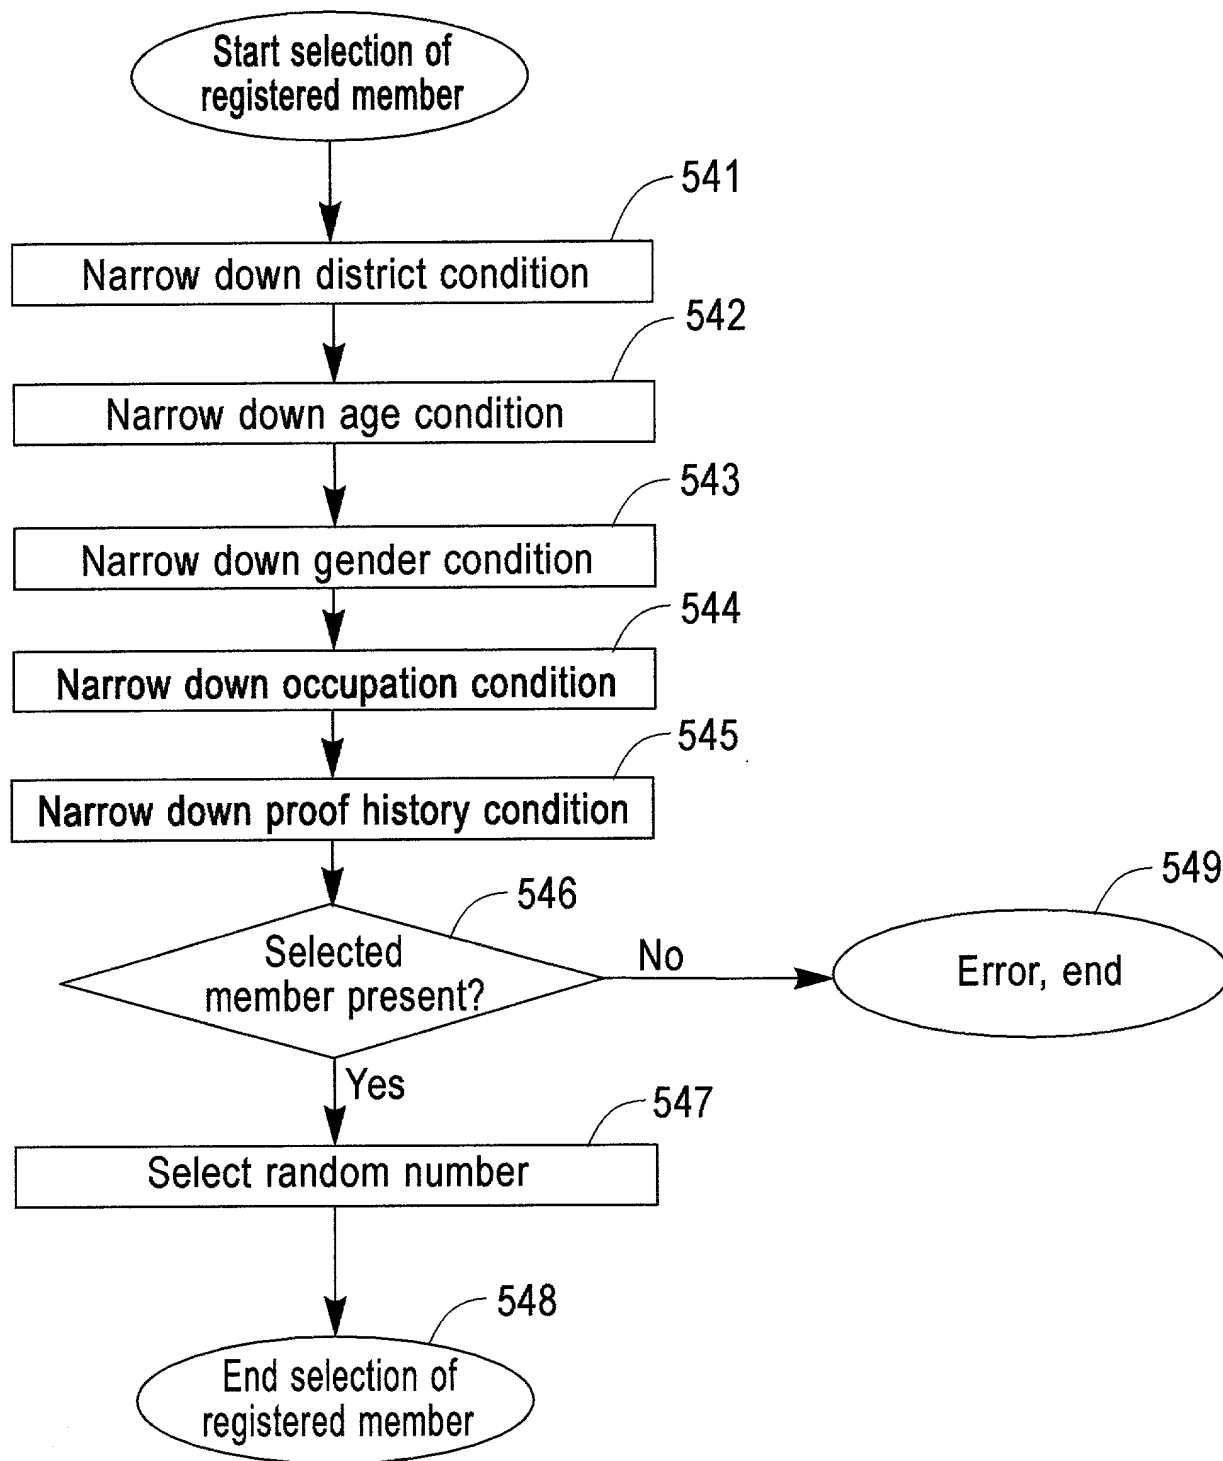 Start selection of
registered member
541
Narrow down district condition
542
Narrow down age condition
543
Narrow down gender condition
544
Narrow down occupation condition
545
Narrow down proof history condition
546
549
Selected
member present?
No
Error, end
Yes
547
Select random number
548
End selection of
registered member